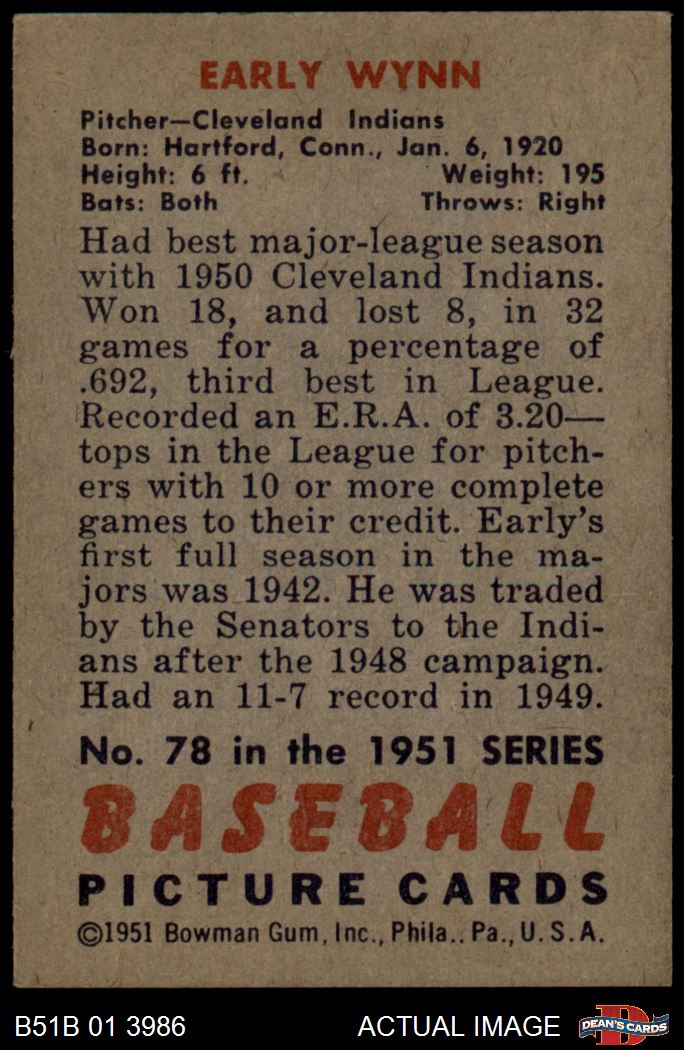 EARLY WYNN
Pitcher—Cleveland Indians
Born: Hartford, Conn., Jan. 6, 1920
Height: 6 ft. Weight: 195
Bats: Both Throws: Right
Had best major-league season
with 1950 Cleveland Indians.
Won 18, and lost 8, in 32
games for a percentage of
.692, third best in League.
Recorded an E.R.A. of 3.20—
tops in the League for pitch-
ers with 10 or more complete
games to their credit. Early's
first full season in the ma-
jors was 1942. He was traded
by the Senators to the Indi-
ans after the 1948 campaign.
Had an 11-7 record in 1949.
No. 78 in the 1951 SERIES
BASEBALL
PICTURE CARDS
©1951 Bowman Gum, Inc., Phila., Pa., U.S.A.
B51B 01 3986 ACTUAL IMAGE DEAN'S CARDS